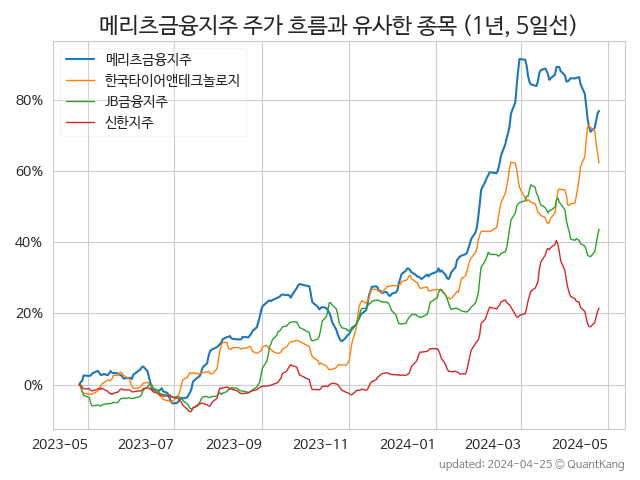 메리츠금융지주 주가 흐름과 유사한 종목 (1년, 5일선)
메리츠금융지주
한국타이어앤테크놀로지
JB금융지주
신한지주
80%
60%
40%
20%
0%
2023-05 2023-07 2023-09 2023-11 2024-01 2024-03 2024-05
updated: 2024-04-25 © QuantKang